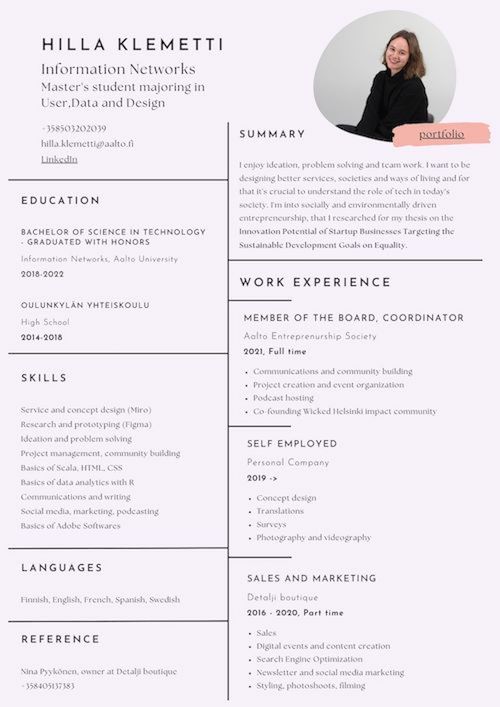 HILLA KLEMETTI
Information Networks
Master's student majoring in
User,Data and Design
+358503202039
hilla.klemetti@aalto.fi
LinkedIn
portfolio
EDUCATION
BACHELOR OF SCIENCE IN TECHNOLOGY
- GRADUATED WITH HONORS
Information Networks, Aalto University
2018-2022
OULUNKYLÄN YHTEISKOULU
High School
2014-2018
SKILLS
Service and concept design (Miro)
Research and prototyping (Figma)
Ideation and problem solving
Project management, community building
Basics of Scala, HTML, CSS
Basics of data analytics with R
Communications and writing
Social media, marketing, podcasting
Basics of Adobe Softwares
LANGUAGES
Finnish, English, French, Spanish, Swedish
REFERENCE
Nina Pyykönen, owner at Detalji boutique
+358405137383
SUMMARY
I enjoy ideation, problem solving and team work. I want to be
designing better services, societies and ways of living and for
that it's crucial to understand the role of tech in today's
society. I'm into socially and environmentally driven
entrepreneurship, that I researched for my thesis on the
Innovation Potential of Startup Businesses Targeting the
Sustainable Development Goals on Equality.
WORK EXPERIENCE
MEMBER OF THE BOARD, COORDINATOR
Aalto Entreprenurship Society
2021, Full time
• Communications and community building
• Project creation and event organization
• Podcast hosting
• Co-founding Wicked Helsinki impact community
SELF EMPLOYED
Personal Company
2019 ->
• Concept design
• Translations
• Surveys
• Photography and videography
SALES AND MARKETING
Detalji boutique
2016 - 2020, Part time
• Sales
• Digital events and content creation
• Search Engine Optimization
• Newsletter and social media marketing
• Styling, photoshoots, filming